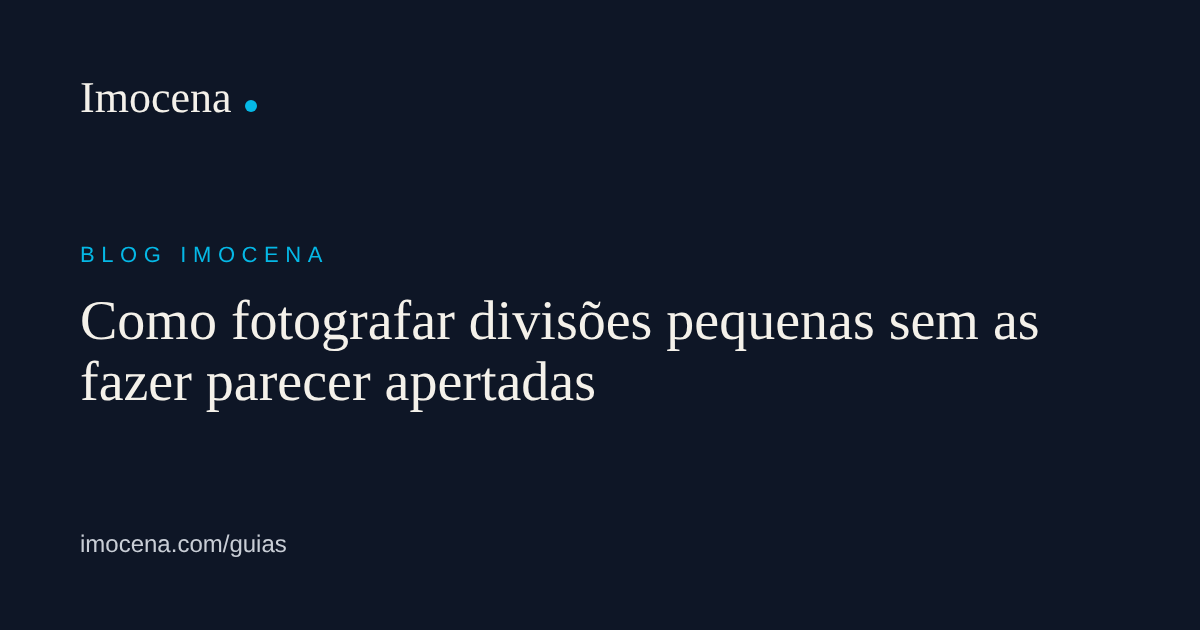 Imocena
BLOG IMOCENA
Como fotografar divisões pequenas sem as
fazer parecer apertadas
imocena.com/guias